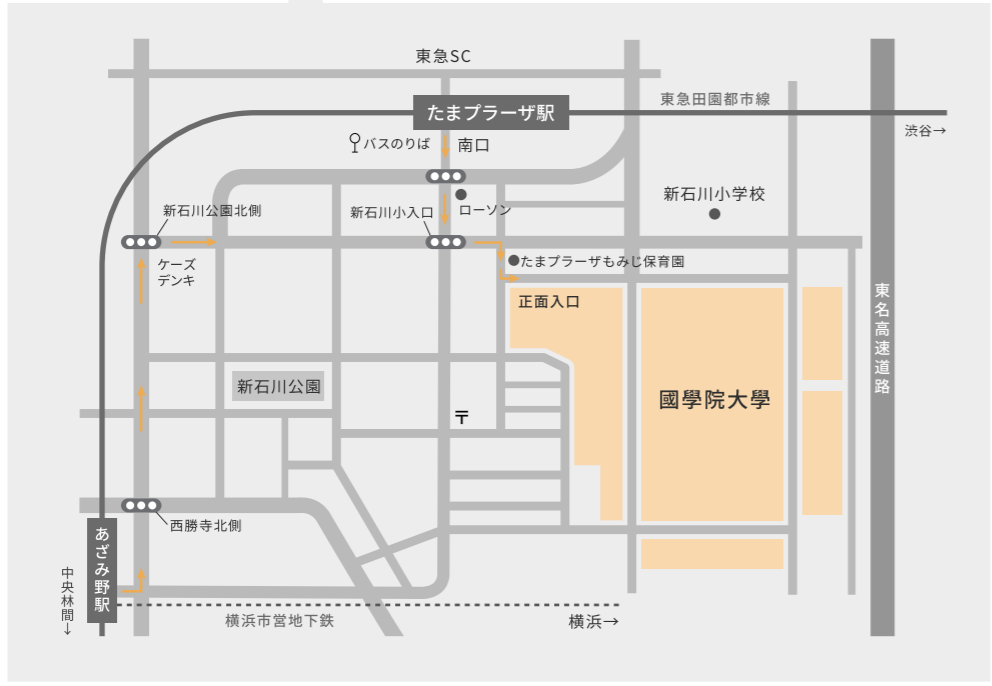 東急SC
たまプラーザ駅
東急田園都市線
渋谷→
バスのりば
南口
新石川小学校
ローソン
新石川公園北側
新石川小入口
ケーズ
デンキ
たまプラーザもみじ保育園
正面入口
東名高速道路
新石川公園
國學院大學
〒
西勝寺北側
あざみ野駅
中央林間→
横浜市営地下鉄
横浜→